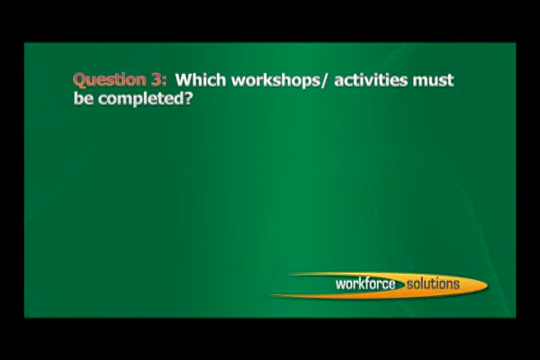 Question 3: Which workshops/ activities must
be completed?
workforce solutions